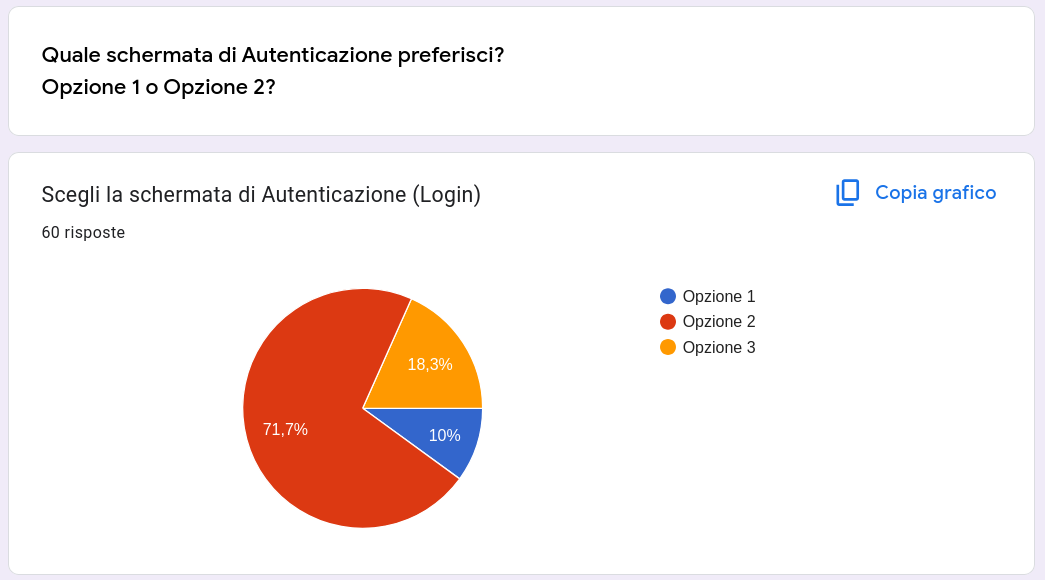 Quale schermata di Autenticazione preferisci?
Opzione 1 o Opzione 2?
Scegli la schermata di Autenticazione (Login)
Copia grafico
60 risposte
Opzione 1
Opzione 2
Opzione 3
18,3%
71,7%
10%